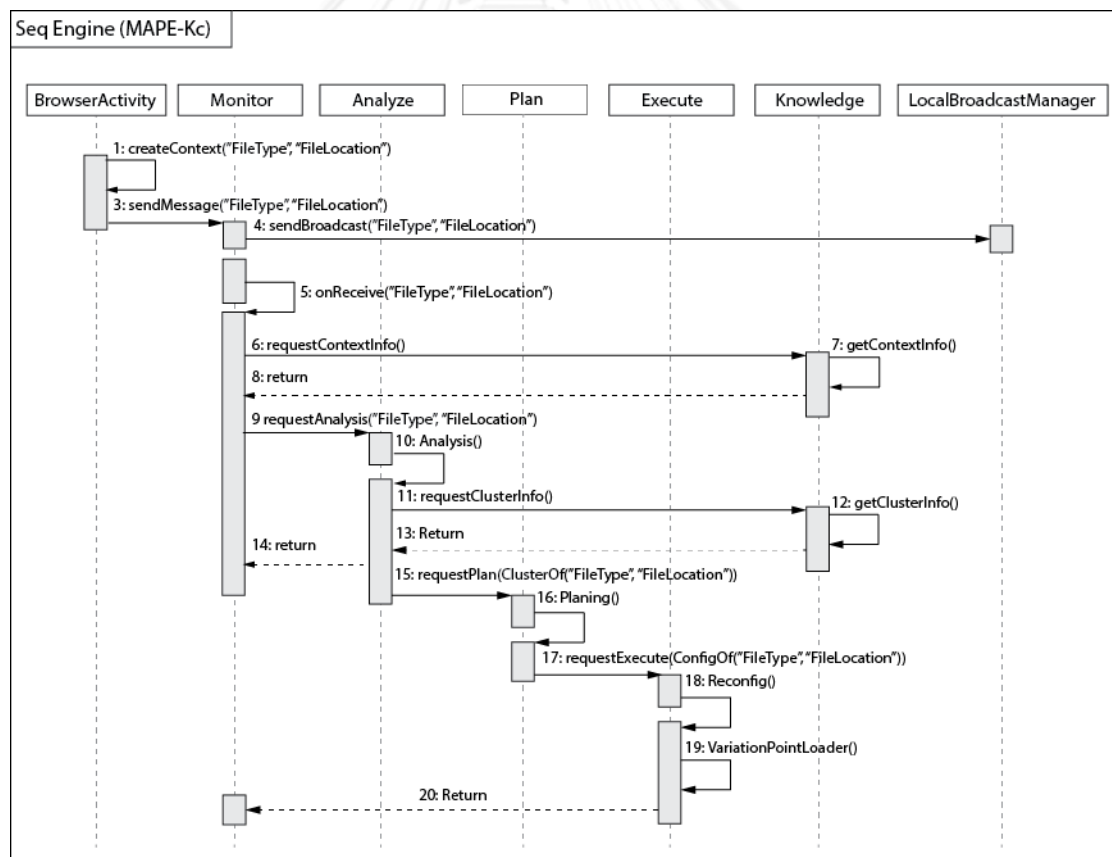 Seq Engine (MAPE-Kc)
BrowserActivity
Monitor
Analyze
Plan
Execute
Knowledge
LocalBroadcastManager
1: createContext("FileType", "FileLocation")
3: sendMessage("FileType", "FileLocation")
4: sendBroadcast("FileType", "FileLocation")
5: onReceive("FileType", "FileLocation")
6: requestContextInfo()
7: getContextInfo()
8: return
9 requestAnalysis("FileType", "FileLocation")
10: Analysis()
11: requestClusterInfo()
12: getClusterInfo()
13: Return
14: return
15: requestPlan(ClusterOf("FileType", "FileLocation"))
16: Planing()
17: requestExecute(ConfigOf("FileType", "FileLocation"))
18: Reconfig()
19: VariationPointLoader()
20: Return